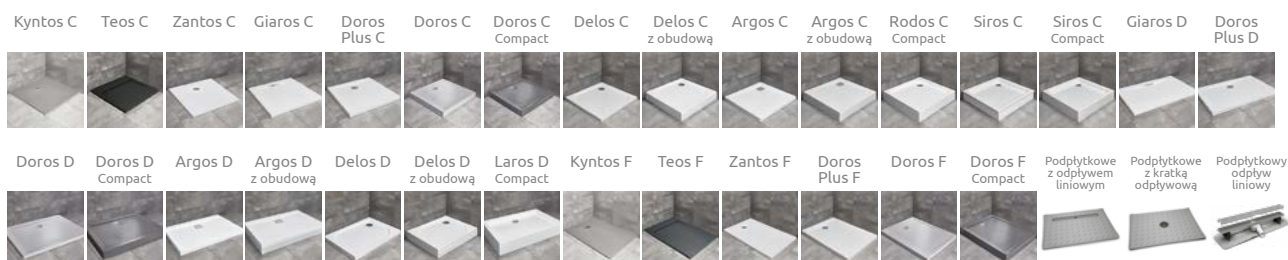 Kyntos C
Teos C
Zantos C
Giaros C
Doros
Plus C
Doros C
Doros C
Compact
Delos C
Delos C
z obudową
Argos C
Argos C
z obudową
Rodos C
Compact
Siros C
Siros C
Compact
Giaros D
Doros
Plus D
Doros D
Doros D
Compact
Argos D
Argos D
z obudową
Delos D
Delos D
z obudową
Laros D
Compact
Kyntos F
Teos F
Zantos F
Doros
Plus F
Doros F
Doros F
Compact
Podpłytkowe
z odpływem
liniowym
Podpłytkowe
z kratką
odpływową
Podpłytkowy
odpływ
liniowy